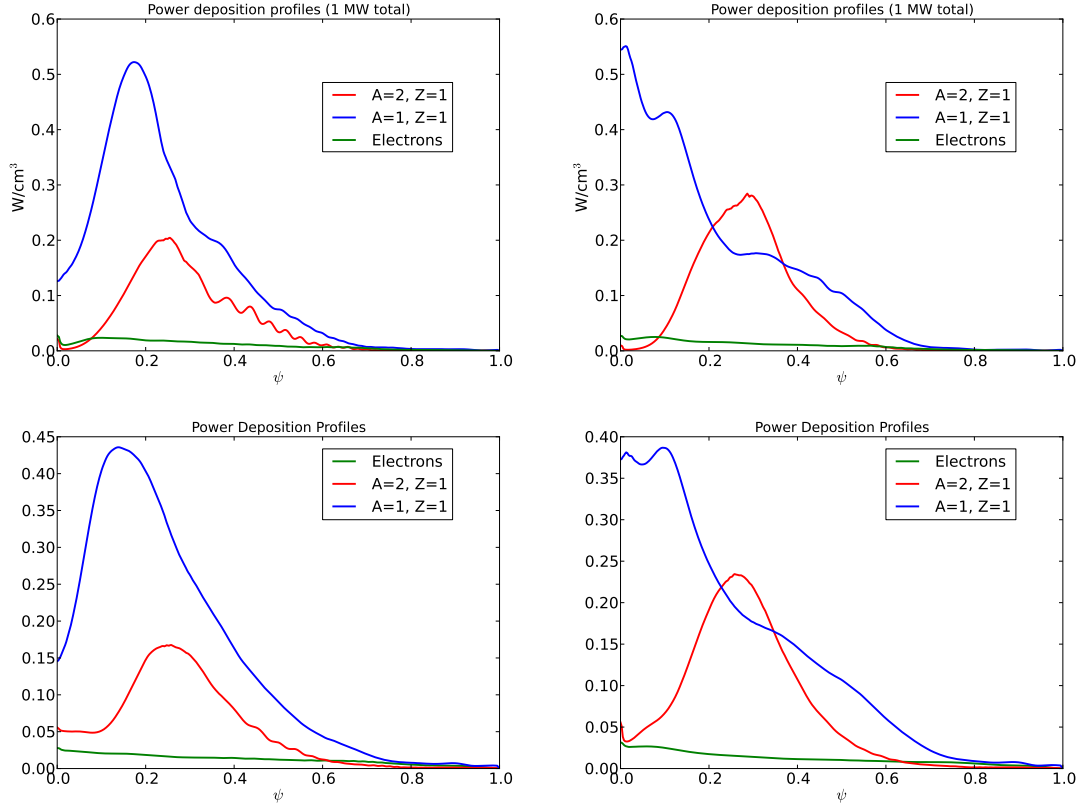 Power deposition profiles (1 MW total)
0.6
0.5
0.4
0.3
0.2
0.1
0.0
W/cm³
A=2, Z=1
A=1, Z=1
Electrons
0.0 0.2 0.4 0.6 0.8 1.0
ψ
Power deposition profiles (1 MW total)
0.6
0.5
0.4
0.3
0.2
0.1
0.0
W/cm³
A=2, Z=1
A=1, Z=1
Electrons
0.0 0.2 0.4 0.6 0.8 1.0
ψ
Power Deposition Profiles
0.45
0.40
0.35
0.30
0.25
0.20
0.15
0.10
0.05
0.00
Electrons
A=2, Z=1
A=1, Z=1
0.0 0.2 0.4 0.6 0.8 1.0
ψ
Power Deposition Profiles
0.40
0.35
0.30
0.25
0.20
0.15
0.10
0.05
0.00
Electrons
A=2, Z=1
A=1, Z=1
0.0 0.2 0.4 0.6 0.8 1.0
ψ